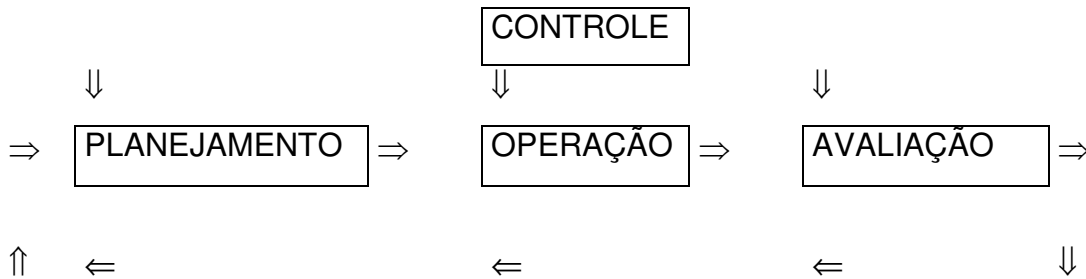 CONTROLE
⇓ ⇓ ⇓
⇒ PLANEJAMENTO ⇒ OPERAÇÃO ⇒ AVALIAÇÃO ⇒
⇑ ⇐ ⇐ ⇐ ⇓